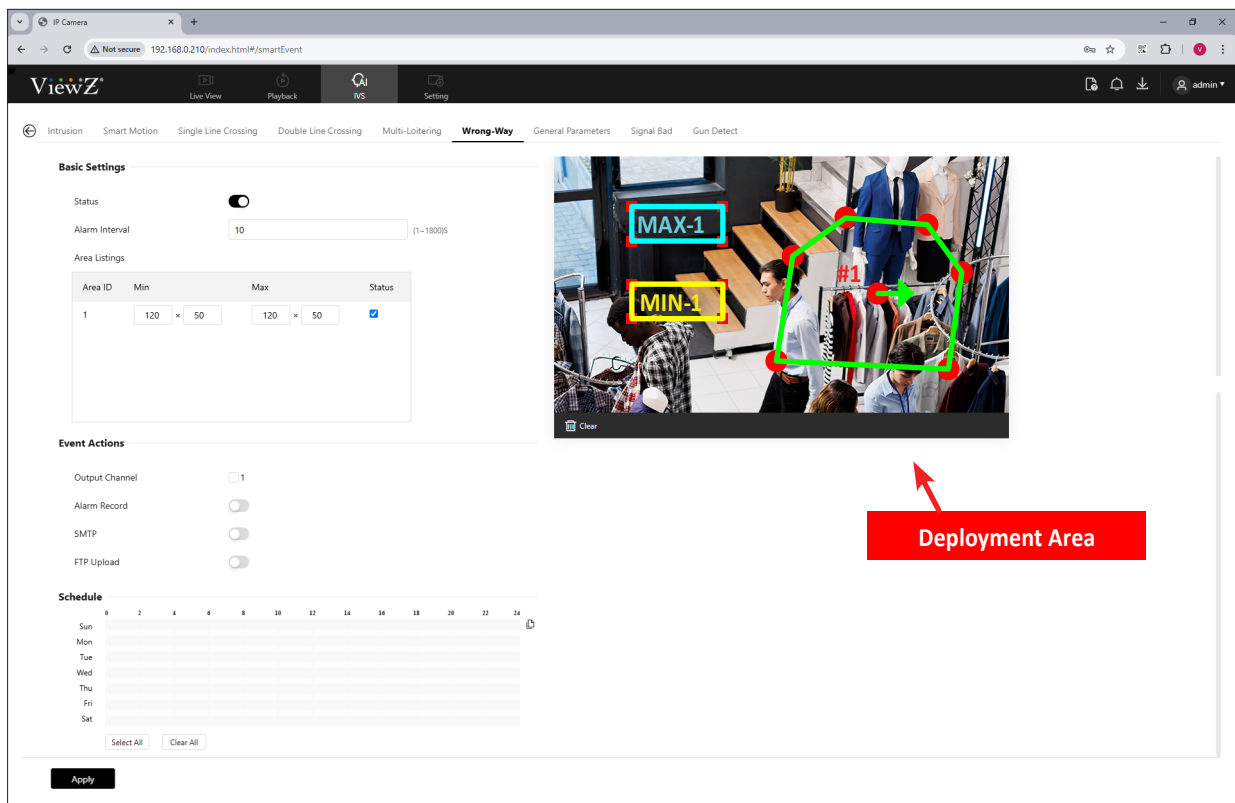 IP Camera
Not secure 192.168.0.210/index.html#/smartEvent
V
ViewZ
Live View
Playback
AI
IVS
Setting
admin
Intrusion Smart Motion Single Line Crossing Double Line Crossing Multi-Loitering Wrong-Way General Parameters Signal Bad Gun Detect
Basic Settings
Status
Alarm Interval 10 (1~1800)S
Area Listings
Area ID Min Max Status
1 120 × 50 120 × 50
MAX-1
MIN-1
#1
Clear
Deployment Area
Event Actions
Output Channel 1
Alarm Record
SMTP
FTP Upload
Schedule
0 2 4 6 8 10 12 14 16 18 20 22 24
Sun
Mon
Tue
Wed
Thu
Fri
Sat
Select All Clear All
Apply